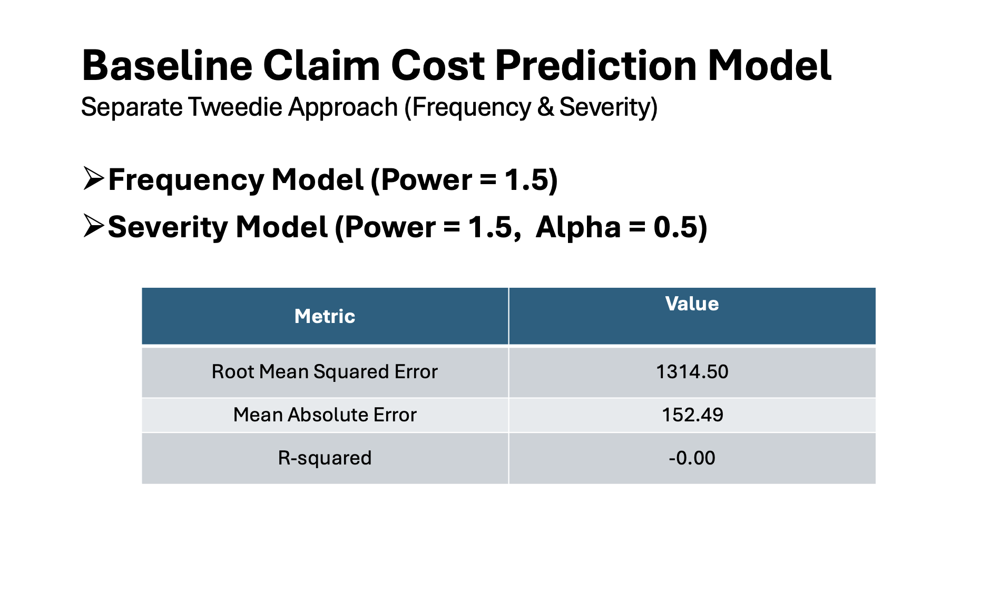 Baseline Claim Cost Prediction Model
Separate Tweedie Approach (Frequency & Severity)
➢Frequency Model (Power = 1.5)
➢Severity Model (Power = 1.5, Alpha = 0.5)
Metric Value
Root Mean Squared Error 1314.50
Mean Absolute Error 152.49
R-squared -0.00